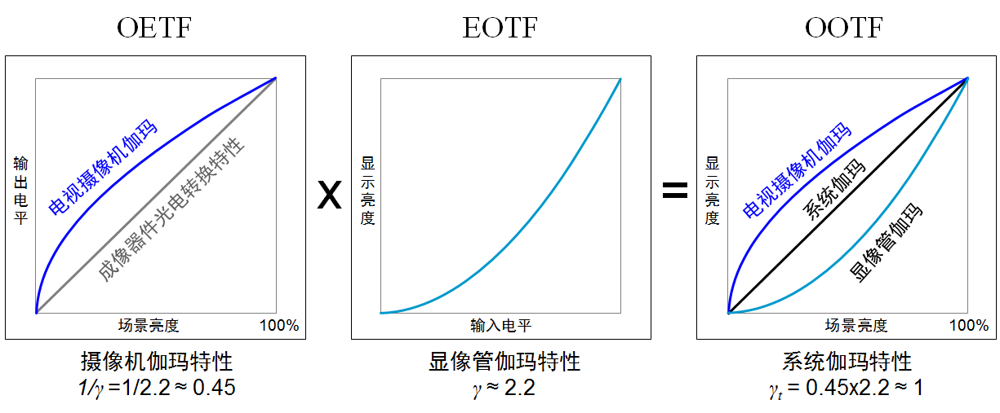 OETF
EOTF
OOTF
输出电平
电视摄像机伽玛
成像器件光电转换特性
场景亮度
100%
x
显示亮度
输入电平
=
显示亮度
电视摄像机伽玛
系统伽玛
显像管伽玛
场景亮度
100%
摄像机伽玛特性
1/γ =1/2.2 ≈ 0.45
显像管伽玛特性
γ ≈ 2.2
系统伽玛特性
γt = 0.45x2.2 ≈ 1